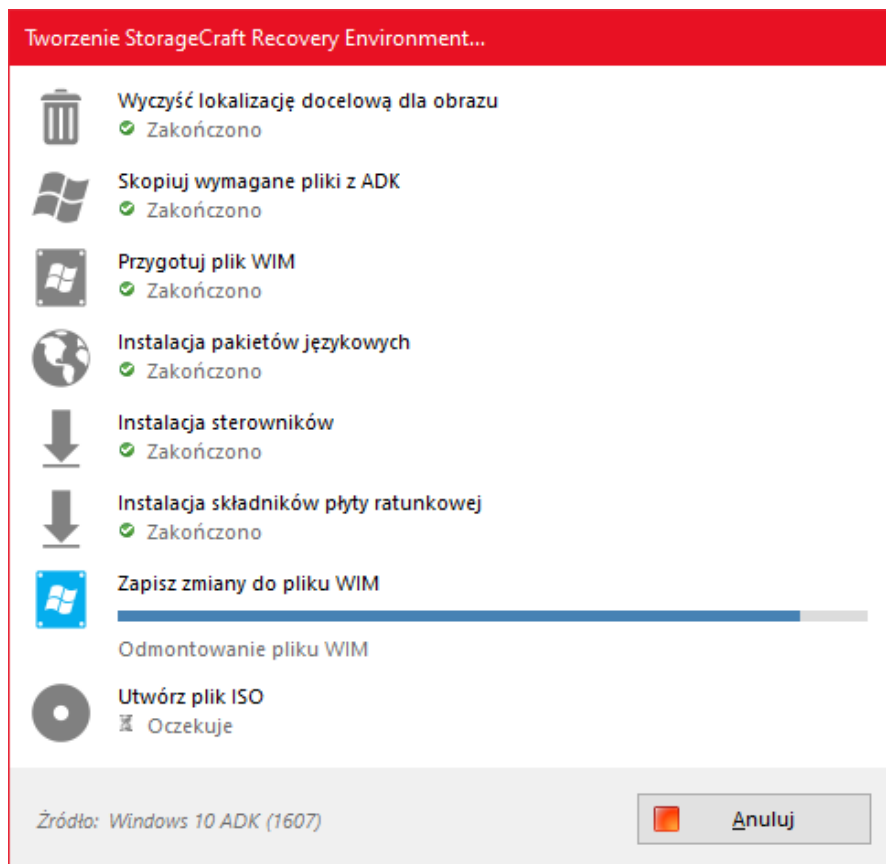 Tworzenie StorageCraft Recovery Environment...
Wyczyść lokalizację docelową dla obrazu
Zakończono
Skopiuj wymagane pliki z ADK
Zakończono
Przygotuj plik WIM
Zakończono
Instalacja pakietów językowych
Zakończono
Instalacja sterowników
Zakończono
Instalacja składników płyty ratunkowej
Zakończono
Zapisz zmiany do pliku WIM
Odmontowanie pliku WIM
Utwórz plik ISO
Oczekuje
Źródło: Windows 10 ADK (1607)
Anuluj